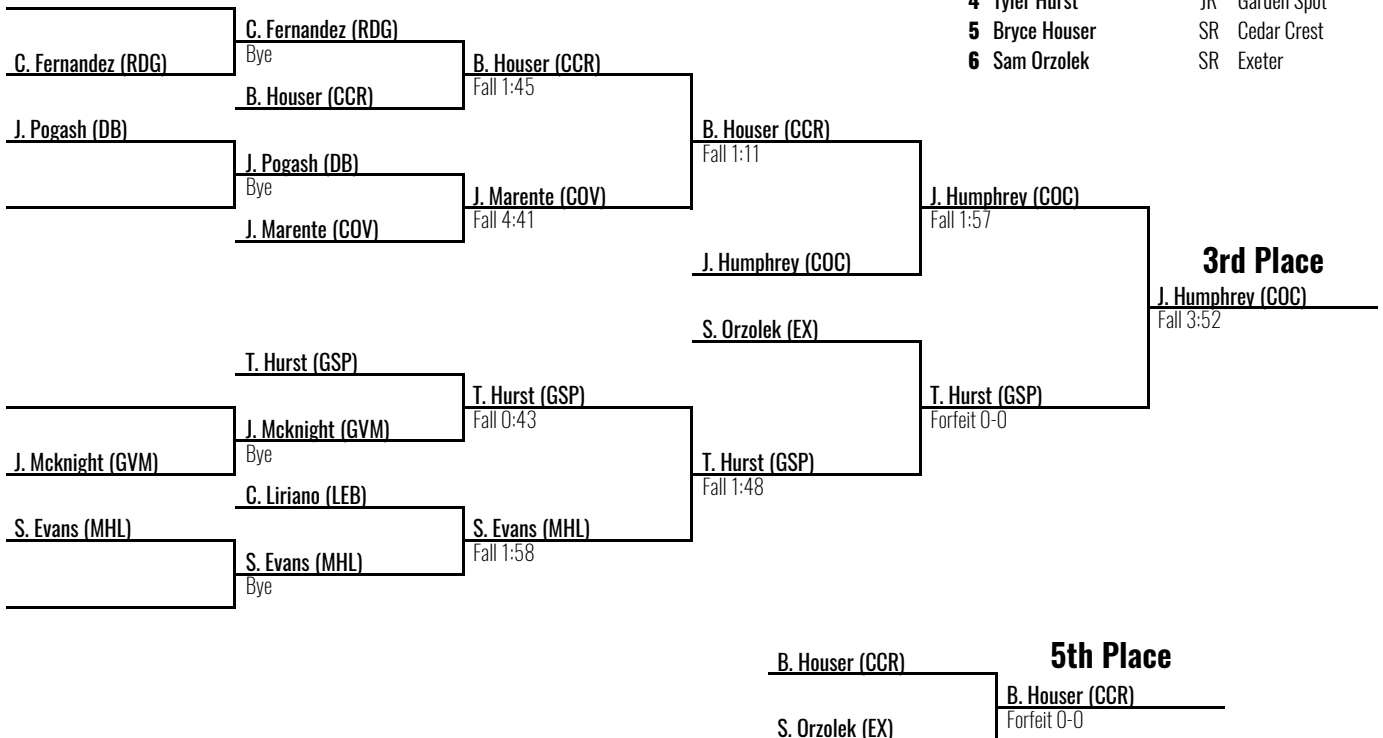 4 Tyler Hurst JR Garden Spot
5 Bryce Houser SR Cedar Crest
6 Sam Orzolek SR Exeter
C. Fernandez (RDG)
J. Pogash (DB)
J. Mcknight (GVM)
S. Evans (MHL)
C. Fernandez (RDG)
Bye
B. Houser (CCR)
J. Pogash (DB)
Bye
J. Marente (COV)
T. Hurst (GSP)
J. Mcknight (GVM)
Bye
C. Liriano (LEB)
S. Evans (MHL)
Bye
B. Houser (CCR)
Fall 1:45
J. Marente (COV)
Fall 4:41
T. Hurst (GSP)
Fall 0:43
S. Evans (MHL)
Fall 1:58
B. Houser (CCR)
Fall 1:11
J. Humphrey (COC)
S. Orzolek (EX)
T. Hurst (GSP)
Fall 1:48
J. Humphrey (COC)
Fall 1:57
T. Hurst (GSP)
Forfeit 0-0
3rd Place
J. Humphrey (COC)
Fall 3:52
5th Place
B. Houser (CCR)
S. Orzolek (EX)
B. Houser (CCR)
Forfeit 0-0